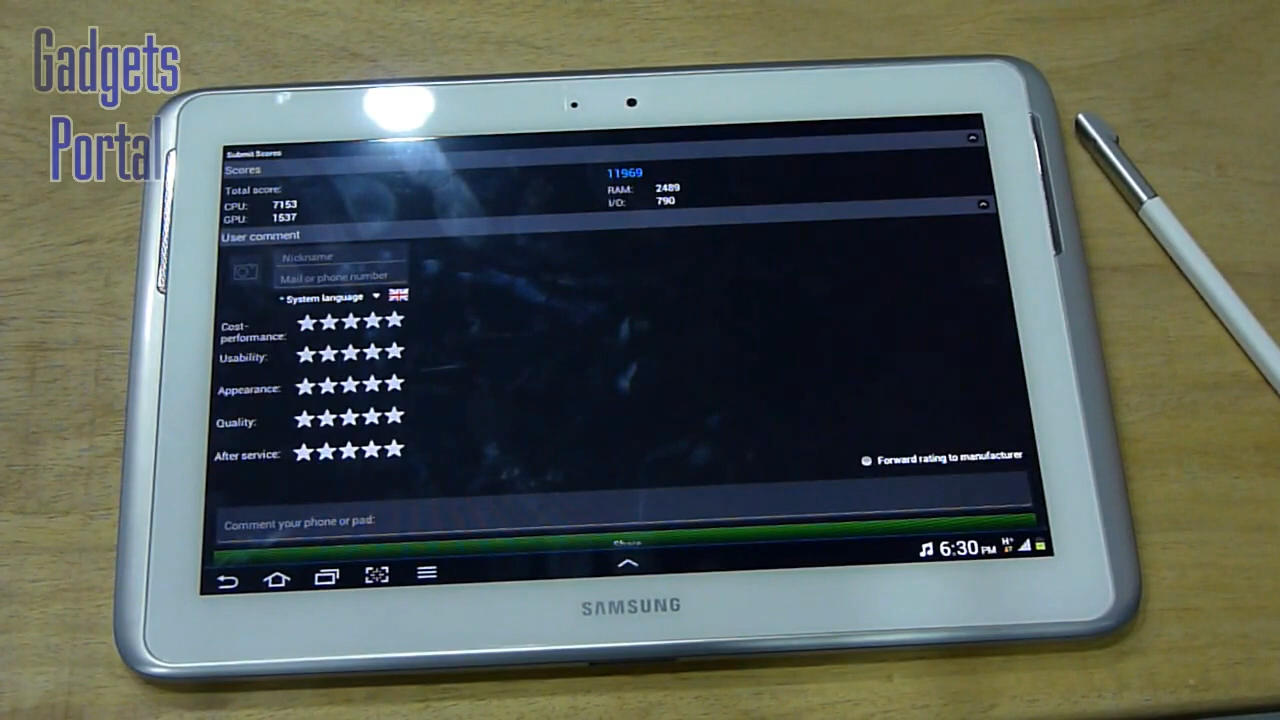 Gadgets
Portal
Submit Scores
Scores
Total score: 11969
CPU: 7153 RAM: 2489
GPU: 1537 I/O: 790
User comment
Nickname
Mail or phone number
* System language
Cost-
performance:
Usability:
Appearance:
Quality:
After service:
Forward rating to manufacturer
Comment your phone or pad:
Share
6:30 PM H+
SAMSUNG